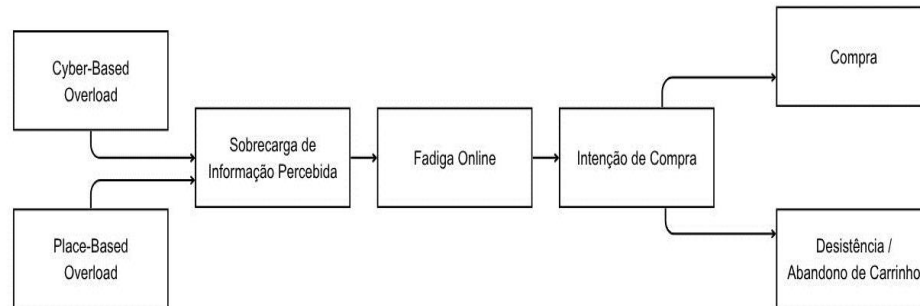 Cyber-Based
Overload
Place-Based
Overload
Sobrecarga de
Informação Percebida
Fadiga Online
Intenção de Compra
Compra
Desistência /
Abandono de Carrinho